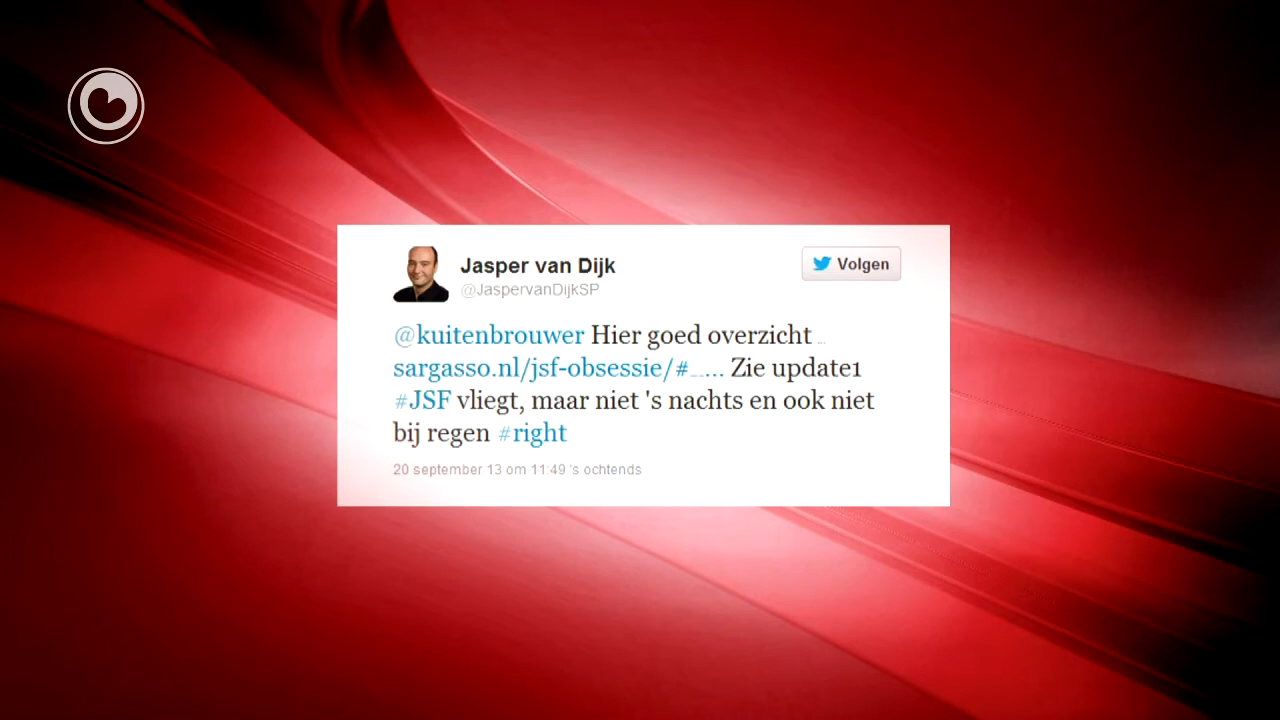 Jasper van Dijk
@JaspervanDijkSP
Volgen
@kuitenbrouwer Hier goed overzicht ...
sargasso.nl/jsf-obsessie/#__... Zie update1
#JSF vliegt, maar niet 's nachts en ook niet
bij regen #right
20 september 13 om 11:49 's ochtends